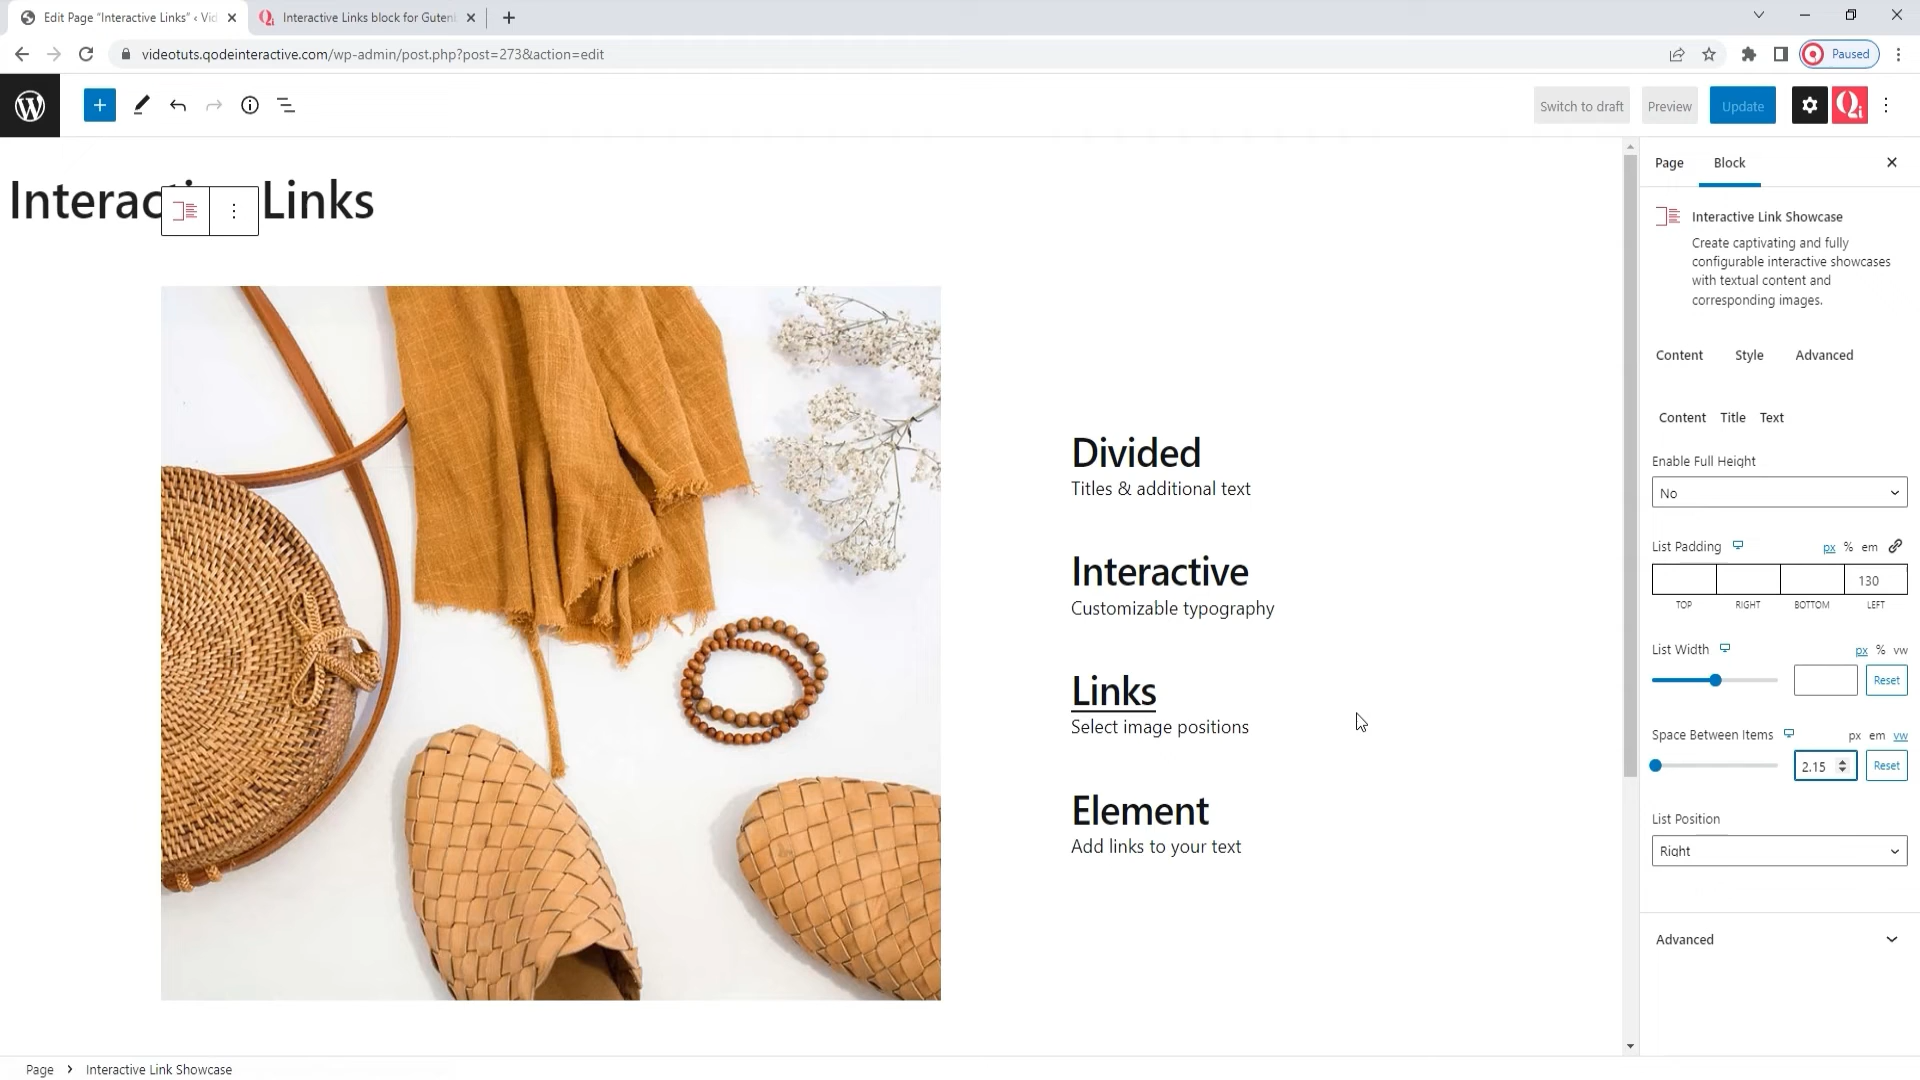 Edit Page “Interactive Links” ‹ Vid
Interactive Links block for Gutenb
videotuts.qodeinteractive.com/wp-admin/post.php?post=273&action=edit
Paused
Switch to draft
Preview
Update
Interac Links
Divided
Titles & additional text
Interactive
Customizable typography
Links
Select image positions
Element
Add links to your text
Page
Block
Interactive Link Showcase
Create captivating and fully
configurable interactive showcases
with textual content and
corresponding images.
Content Style Advanced
Content Title Text
Enable Full Height
No
List Padding px % em
130
TOP RIGHT BOTTOM LEFT
List Width px % vw
Reset
Space Between Items px em vw
2.15 Reset
List Position
Right
Advanced
Page › Interactive Link Showcase